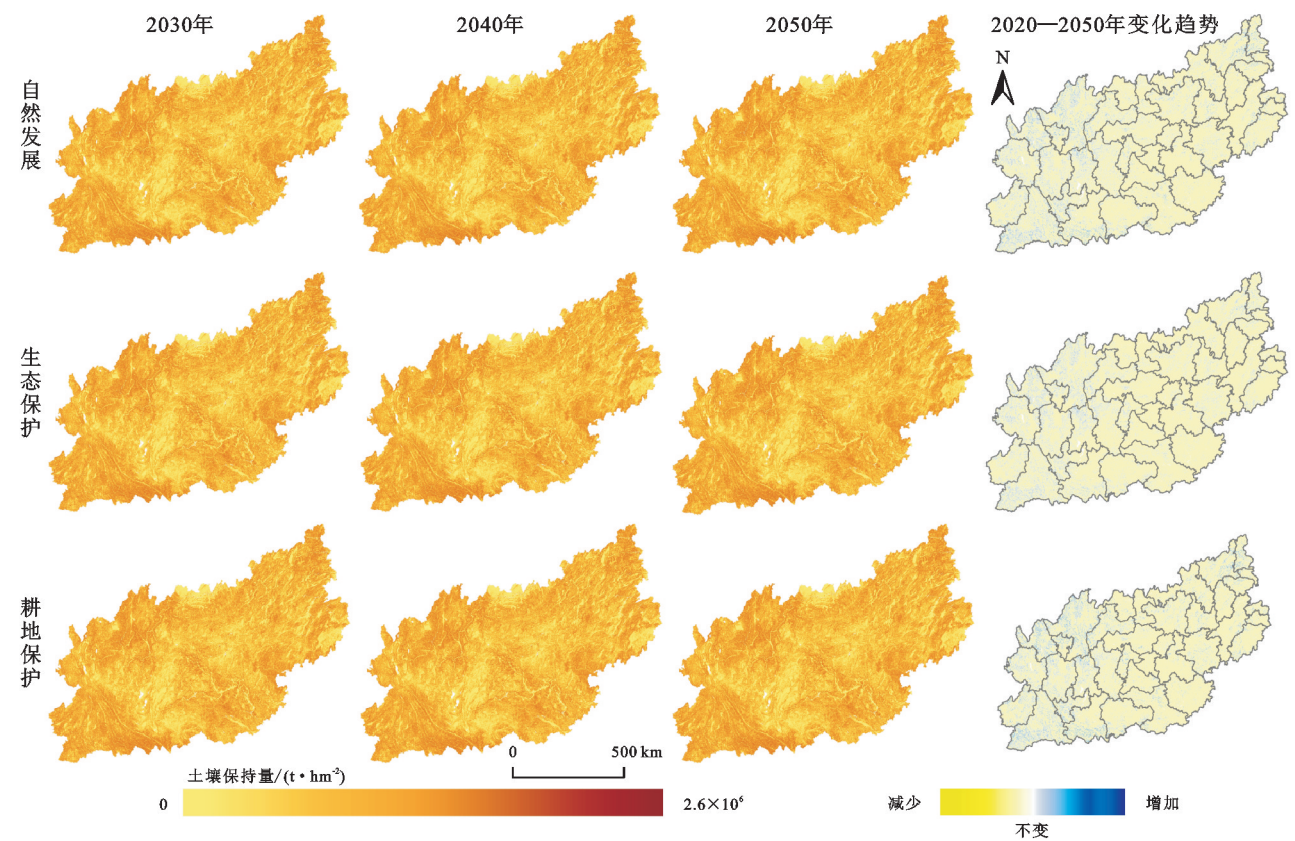 2030年
2040年
2050年
2020—2050年变化趋势
N
自然发展
生态保护
耕地保护
0
500 km
土壤保持量/(t·hm⁻²)
0
2.6×10⁶
减少
增加
不变